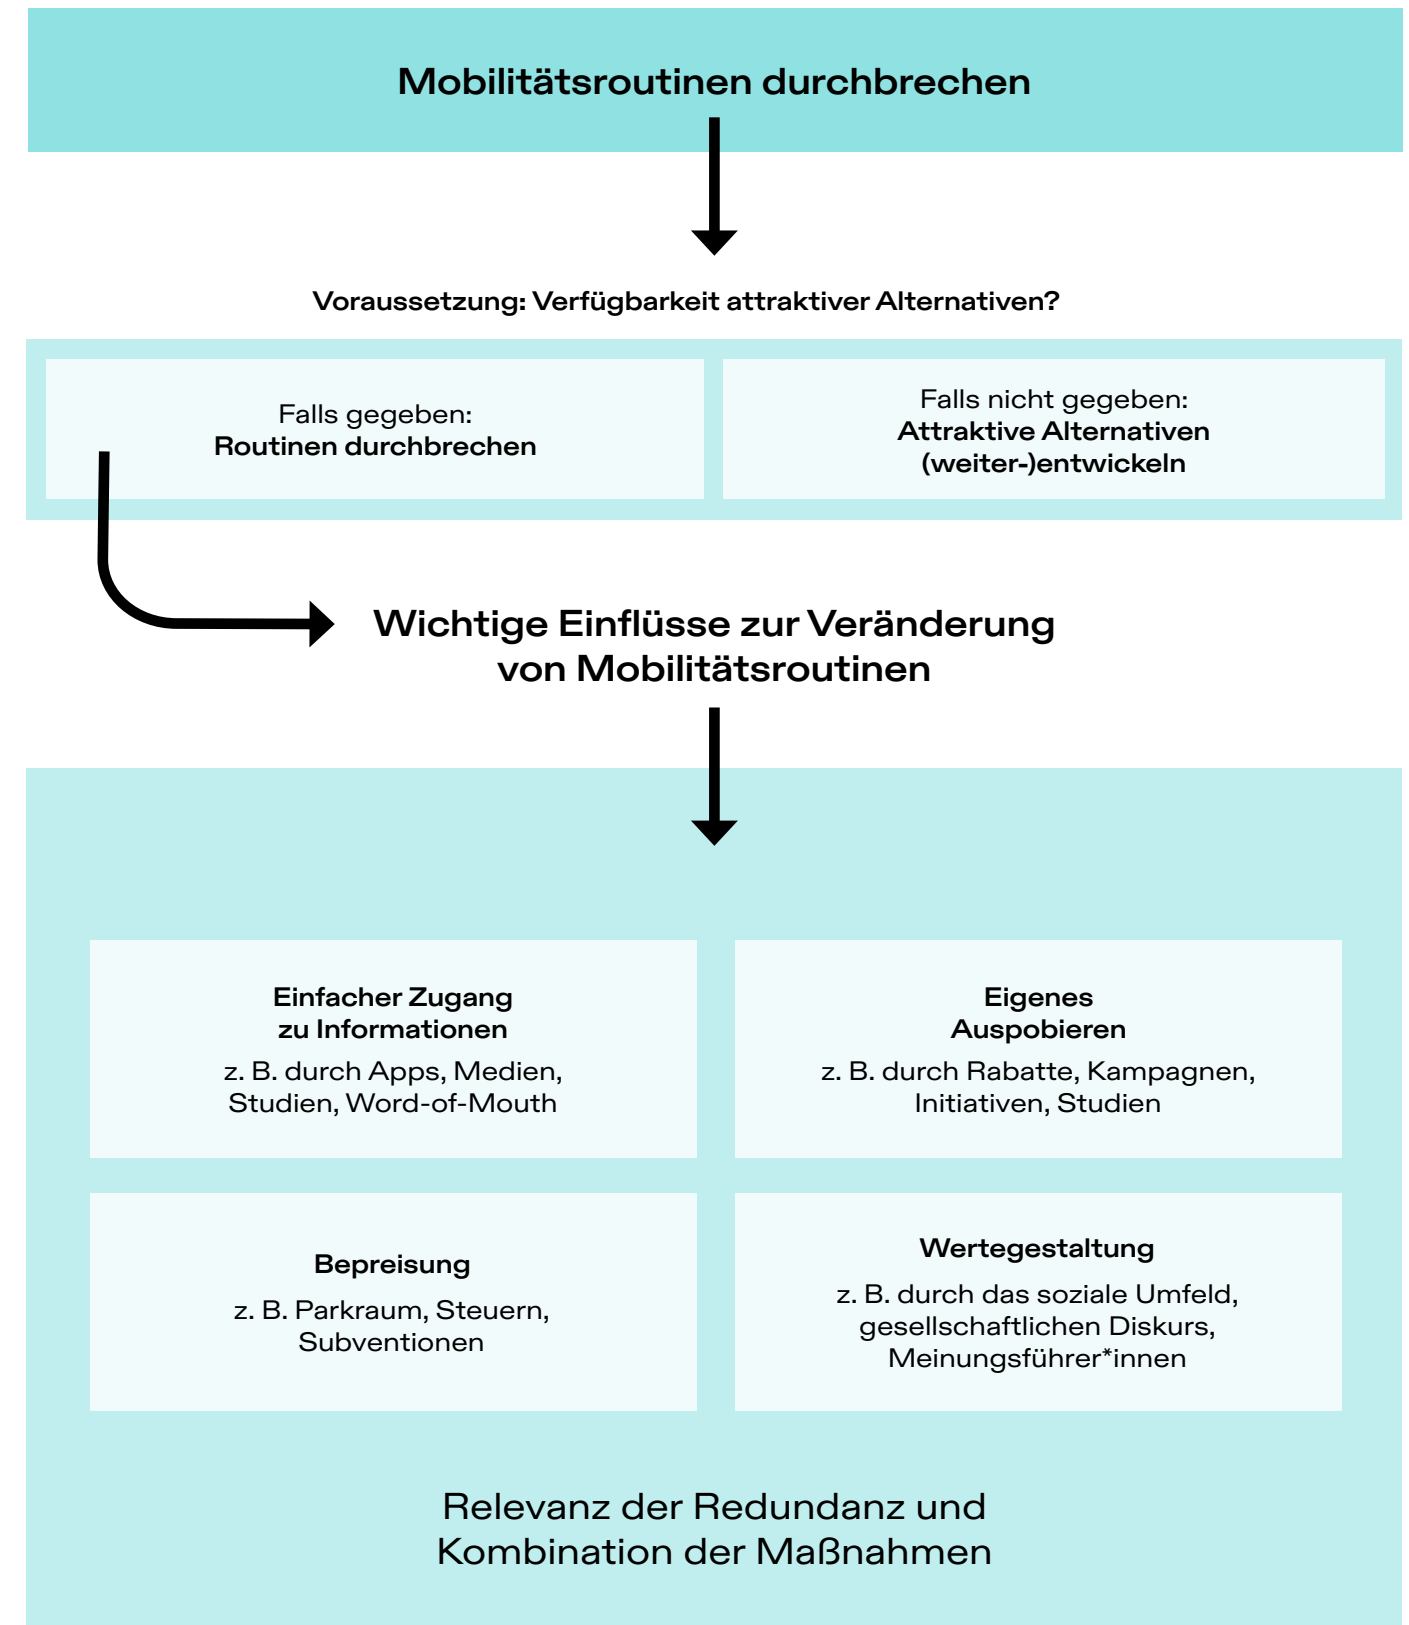 Mobilitätsroutinen durchbrechen
Voraussetzung: Verfügbarkeit attraktiver Alternativen?
Falls gegeben:
Routinen durchbrechen
Falls nicht gegeben:
Attraktive Alternativen
(weiter-)entwickeln
Wichtige Einflüsse zur Veränderung
von Mobilitätsroutinen
Einfacher Zugang
zu Informationen
z. B. durch Apps, Medien,
Studien, Word-of-Mouth
Eigenes
Auspobieren
z. B. durch Rabatte, Kampagnen,
Initiativen, Studien
Bepreisung
z. B. Parkraum, Steuern,
Subventionen
Wertegestaltung
z. B. durch das soziale Umfeld,
gesellschaftlichen Diskurs,
Meinungsführer*innen
Relevanz der Redundanz und
Kombination der Maßnahmen